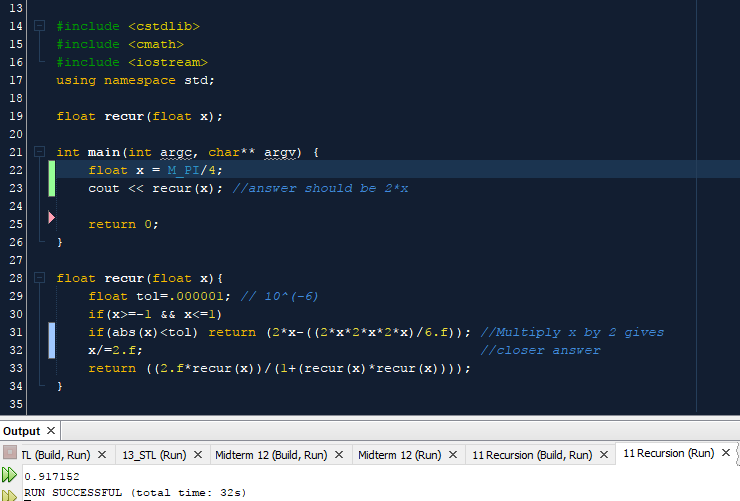 13
14 #include <cstdlib>
15 #include <cmath>
16 #include <iostream>
17 using namespace std;
18
19 float recur(float x);
20
21 int main(int argc, char** argv) {
22 float x = M_PI/4;
23 cout << recur(x); //answer should be 2*x
24
25 return 0;
26 }
27
28 float recur(float x){
29 float tol=.000001; // 10^(-6)
30 if(x>=-1 && x<=1)
31 if(abs(x)<tol) return (2*x-((2*x*2*x*2*x)/6.f)); //Multiply x by 2 gives
32 x/=2.f; //closer answer
33 return ((2.f*recur(x))/(1+(recur(x)*recur(x))));
34 }
35
Output ×
TL (Build, Run) × 13_STL (Run) × Midterm 12 (Build, Run) × Midterm 12 (Run) × 11 Recursion (Build, Run) × 11 Recursion (Run) ×
0.917152
RUN SUCCESSFUL (total time: 32s)